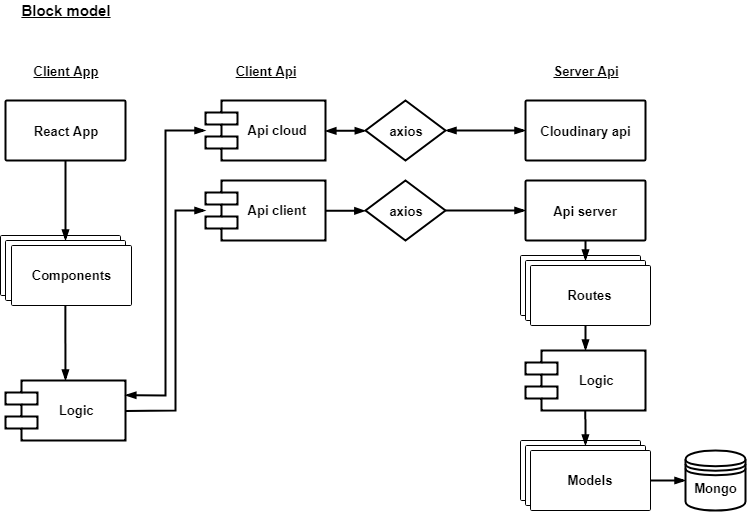 Block model
Client App
Client Api
Server Api
React App
Api cloud
axios
Cloudinary api
Api client
axios
Api server
Components
Routes
Logic
Logic
Models
Mongo